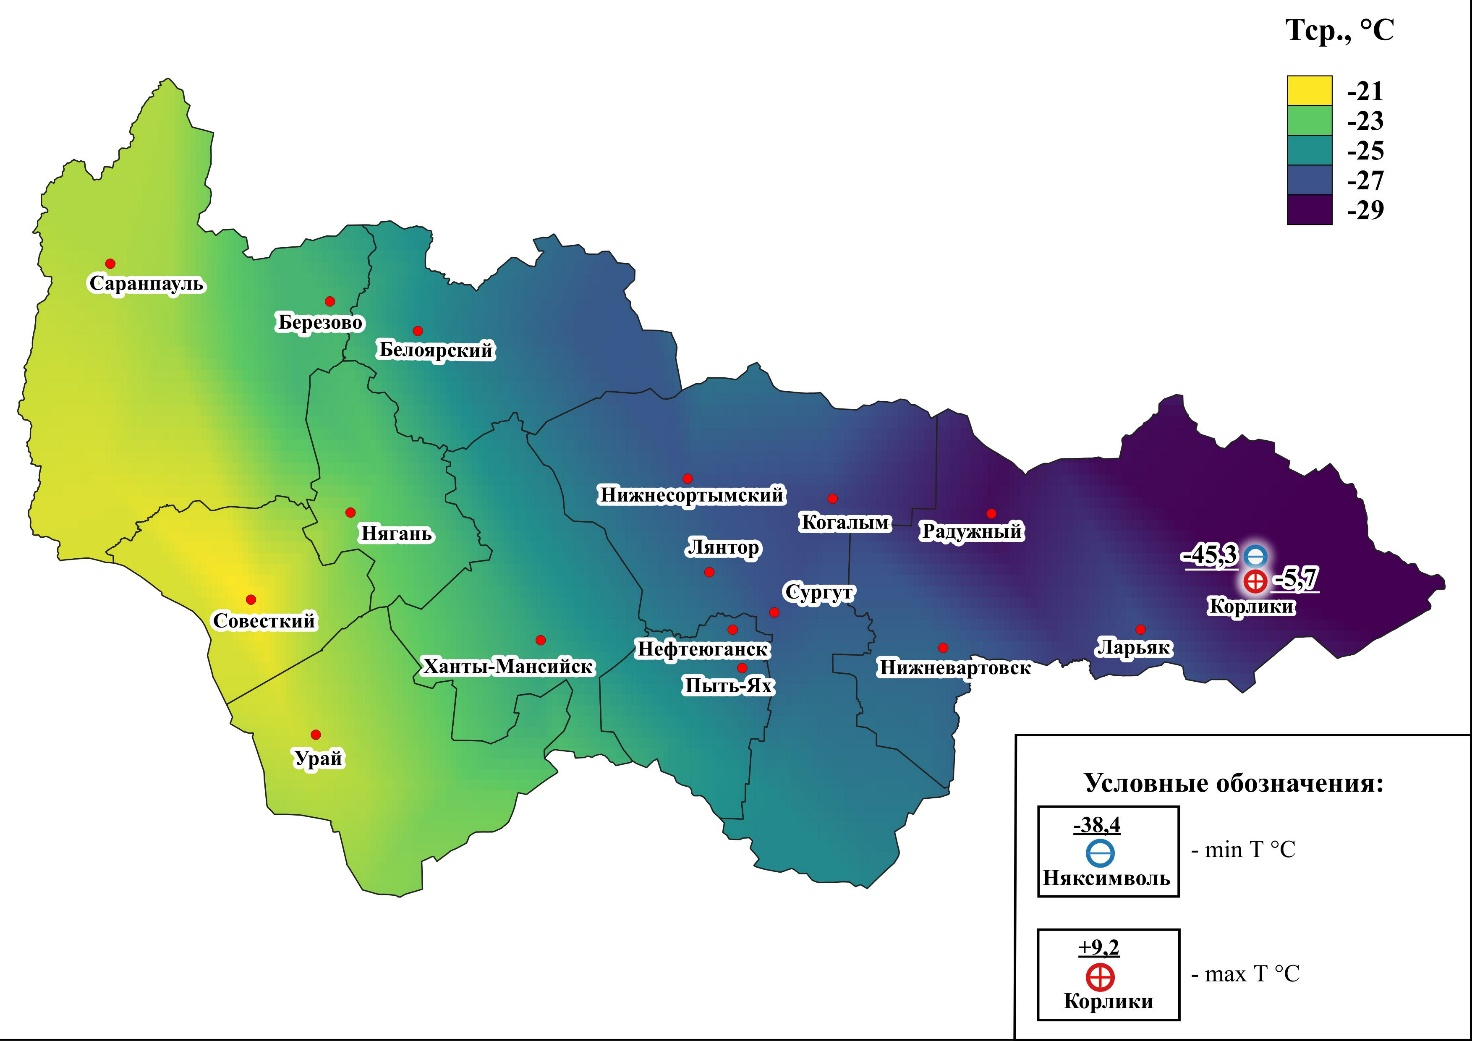 Тср., °С
-21
-23
-25
-27
-29
Саранпауль
Березово
Белоярский
Нижнесортымский
Когалым
Радужный
Нягань
Лянтор
-45,3
-5,7
Корлики
Сургут
Совесткий
Нефтеюганск
Ларьяк
Ханты-Мансийск
Нижневартовск
Пыть-Ях
Урай
Условные обозначения:
-38,4
Няксимволь
- min T °C
+9,2
Корлики
- max T °C